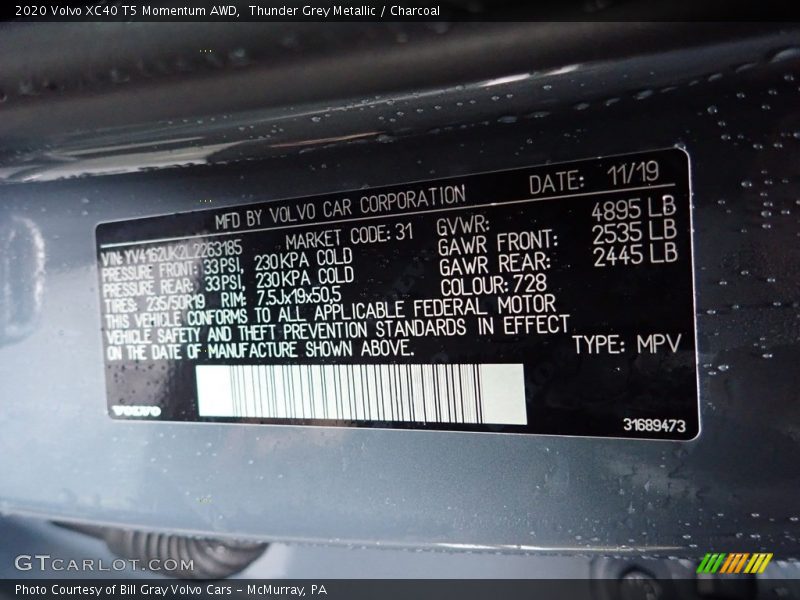 2020 Volvo XC40 T5 Momentum AWD,  Thunder Grey Metallic / Charcoal
MFD BY VOLVO CAR CORPORATION DATE: 11/19
VIN: YV4162UK2L2263185 MARKET CODE: 31 GVWR: 4895 LB
PRESSURE FRONT: 33PSI, 230 KPA COLD GAWR FRONT: 2535 LB
PRESSURE REAR: 33PSI, 230 KPA COLD GAWR REAR: 2445 LB
TIRES: 235/50R19 RIM: 7.5Jx19x50,5 COLOUR: 728
THIS VEHICLE CONFORMS TO ALL APPLICABLE FEDERAL MOTOR
VEHICLE SAFETY AND THEFT PREVENTION STANDARDS IN EFFECT
ON THE DATE OF MANUFACTURE SHOWN ABOVE. TYPE: MPV
VOLVO 31689473
GTCARLOT.COM
Photo Courtesy of Bill Gray Volvo Cars – McMurray, PA